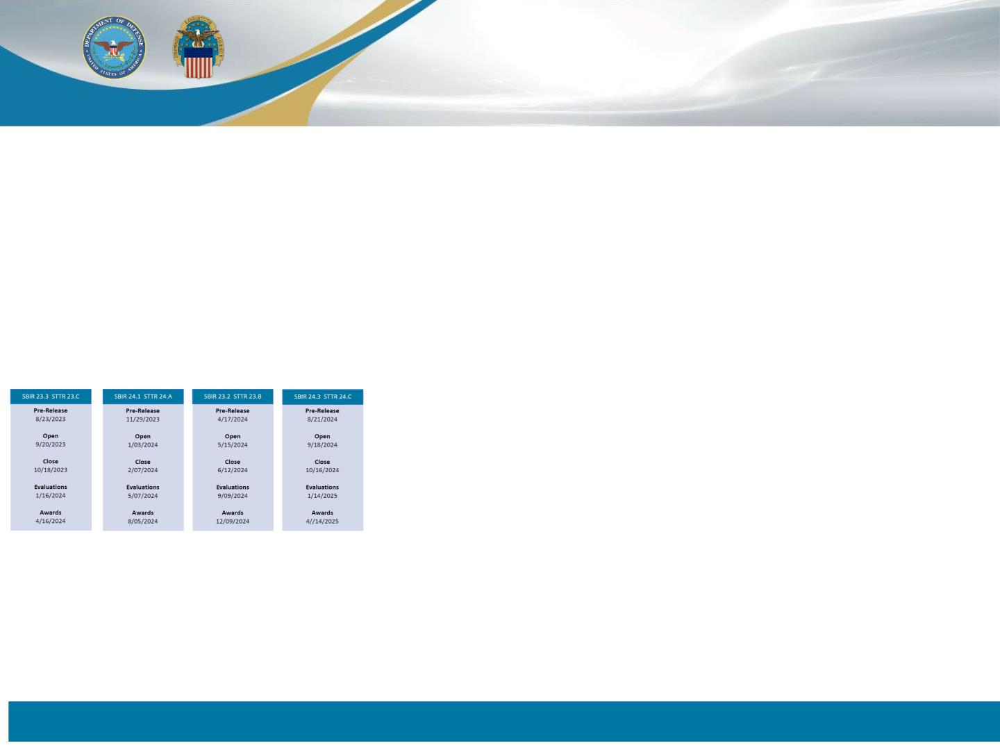 DEPARTMENT OF DEFENSE
UNITED STATES OF AMERICA
SBIR 23.3 STTR 23.C
Pre-Release
8/23/2023
Open
9/20/2023
Close
10/18/2023
Evaluations
1/16/2024
Awards
4/16/2024
SBIR 24.1 STTR 24.A
Pre-Release
11/29/2023
Open
1/03/2024
Close
2/07/2024
Evaluations
5/07/2024
Awards
8/05/2024
SBIR 23.2 STTR 23.B
Pre-Release
4/17/2024
Open
5/15/2024
Close
6/12/2024
Evaluations
9/09/2024
Awards
12/09/2024
SBIR 24.3 STTR 24.C
Pre-Release
8/21/2024
Open
9/18/2024
Close
10/16/2024
Evaluations
1/14/2025
Awards
4//14/2025